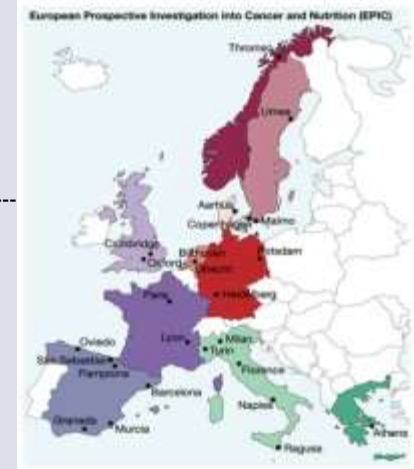 European Prospective Investigation into Cancer and Nutrition (EPIC)
Thromso
Umea
Aarhus
Copenhagen
Malmo
Cambridge
Oxford
Bilthoven
Utrecht
Potsdam
Paris
Heidelberg
Lyon
Milan
Turin
Oviedo
San Sebastian
Pamplona
Florence
Barcelona
Naples
Granada
Murcia
Ragusa
Athens